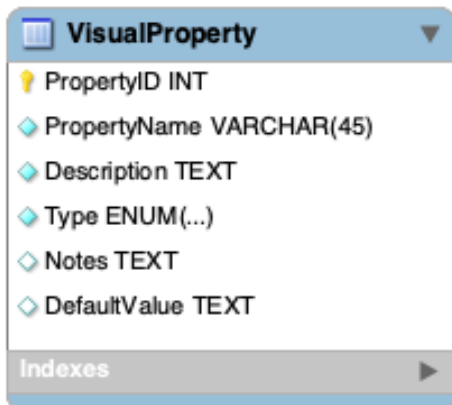 VisualProperty
PropertyID INT
PropertyName VARCHAR(45)
Description TEXT
Type ENUM(...)
Notes TEXT
DefaultValue TEXT
Indexes